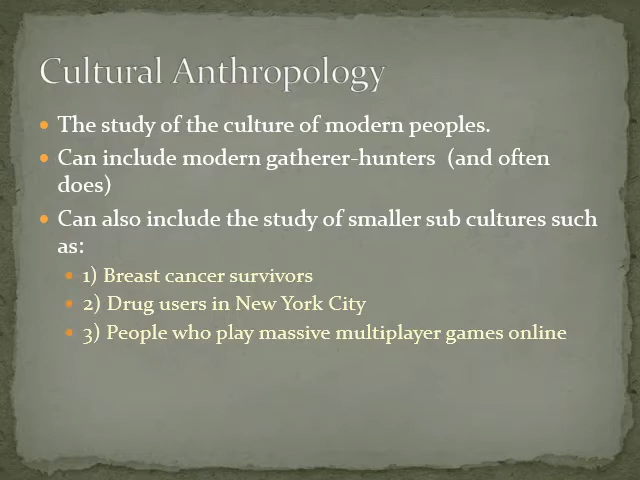 Cultural Anthropology
The study of the culture of modern peoples.
Can include modern gatherer-hunters  (and often
does)
Can also include the study of smaller sub cultures such
as:
1) Breast cancer survivors
2) Drug users in New York City
3) People who play massive multiplayer games online